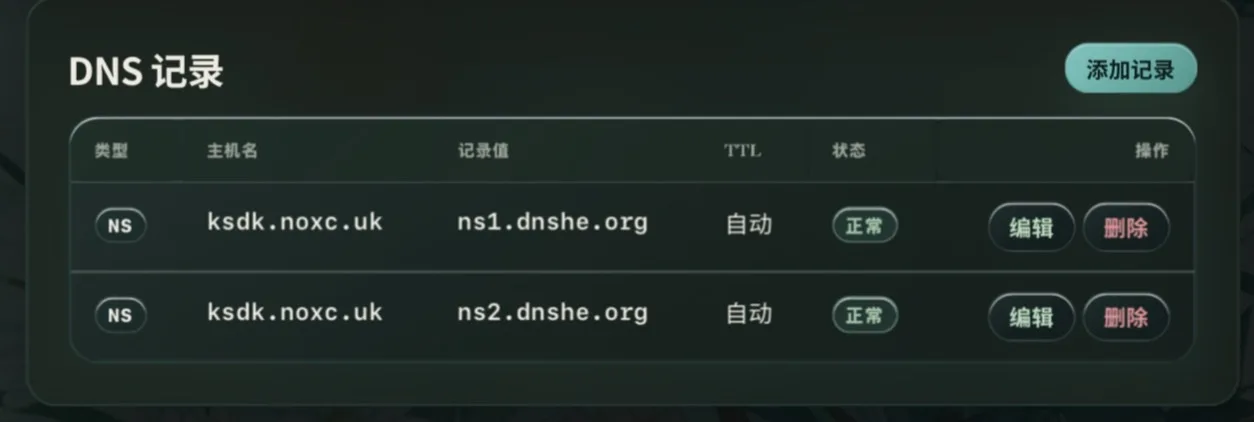 DNS 记录
添加记录
类型 主机名 记录值 TTL 状态 操作
NS ksdk.noxc.uk ns1.dnshe.org 自动 正常 编辑 删除
NS ksdk.noxc.uk ns2.dnshe.org 自动 正常 编辑 删除